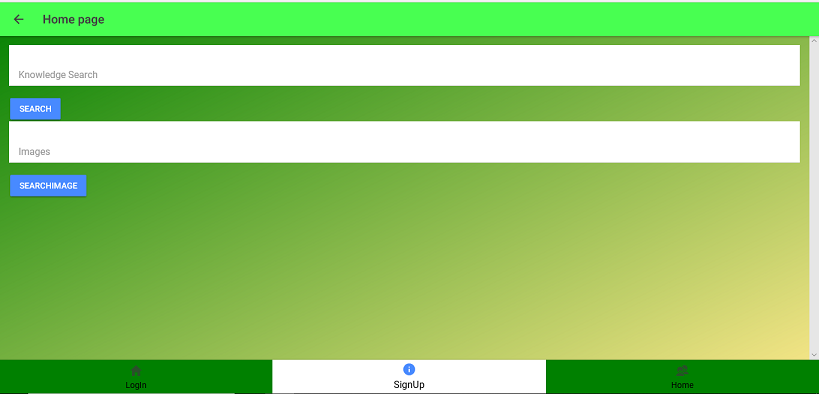 Home page
Knowledge Search
SEARCH
Images
SEARCHIMAGE
Login
SignUp
Home